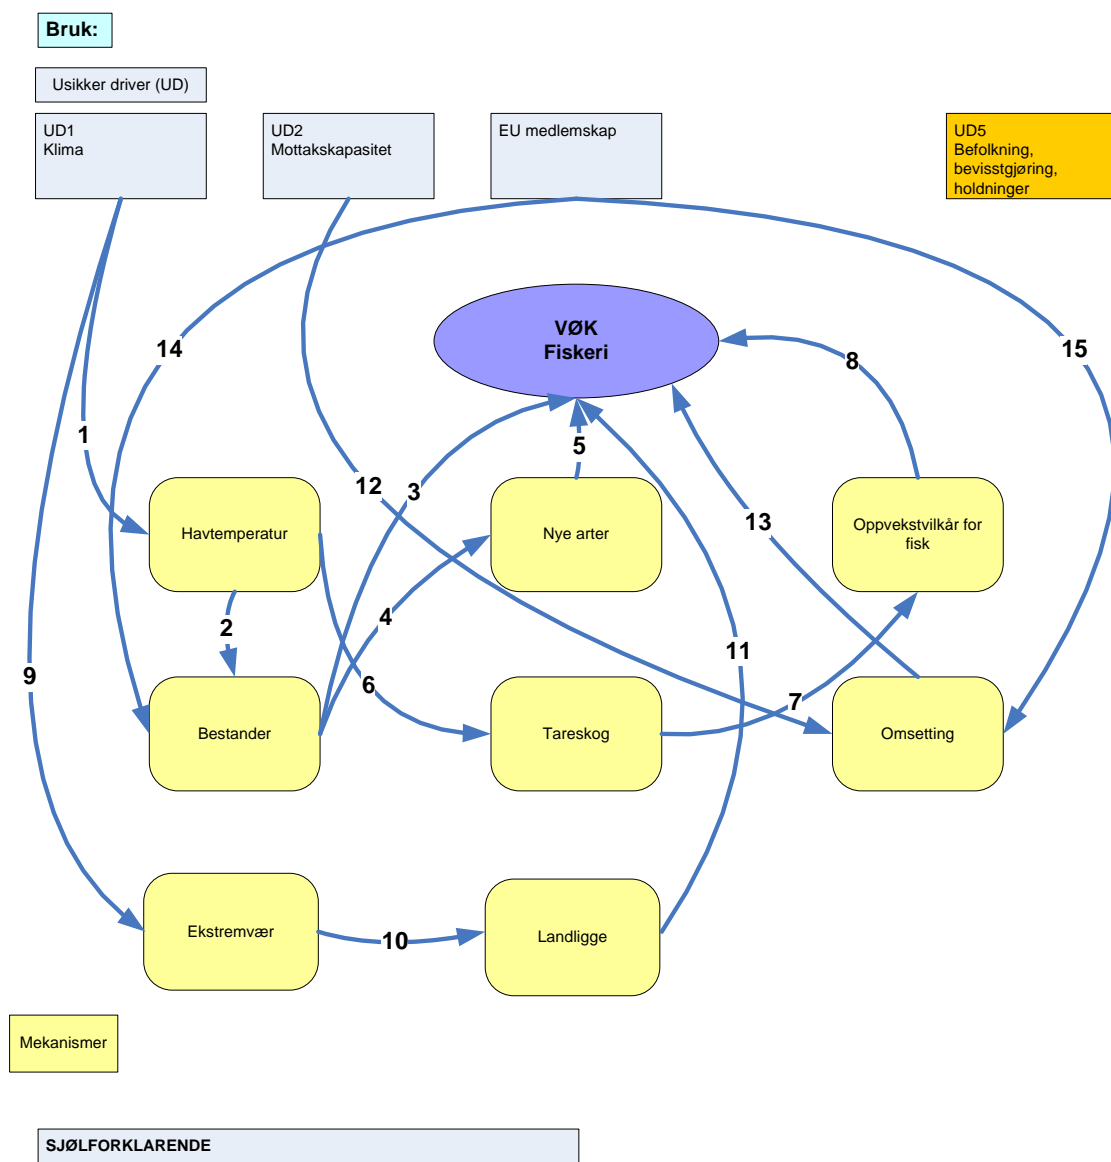 Bruk:
Usikker driver (UD)
UD1
Klima
UD2
Mottakskapasitet
EU medlemskap
UD5
Befolkning,
bevisstgjøring,
holdninger
VØK
Fiskeri
14
15
8
1
5
12
3
13
Havtemperatur
Nye arter
Oppvekstvilkår for
fisk
2
4
9
6
11
7
Bestander
Tareskog
Omsetting
Ekstremvær
10
Landligge
Mekanismer
SJØLFORKLARENDE